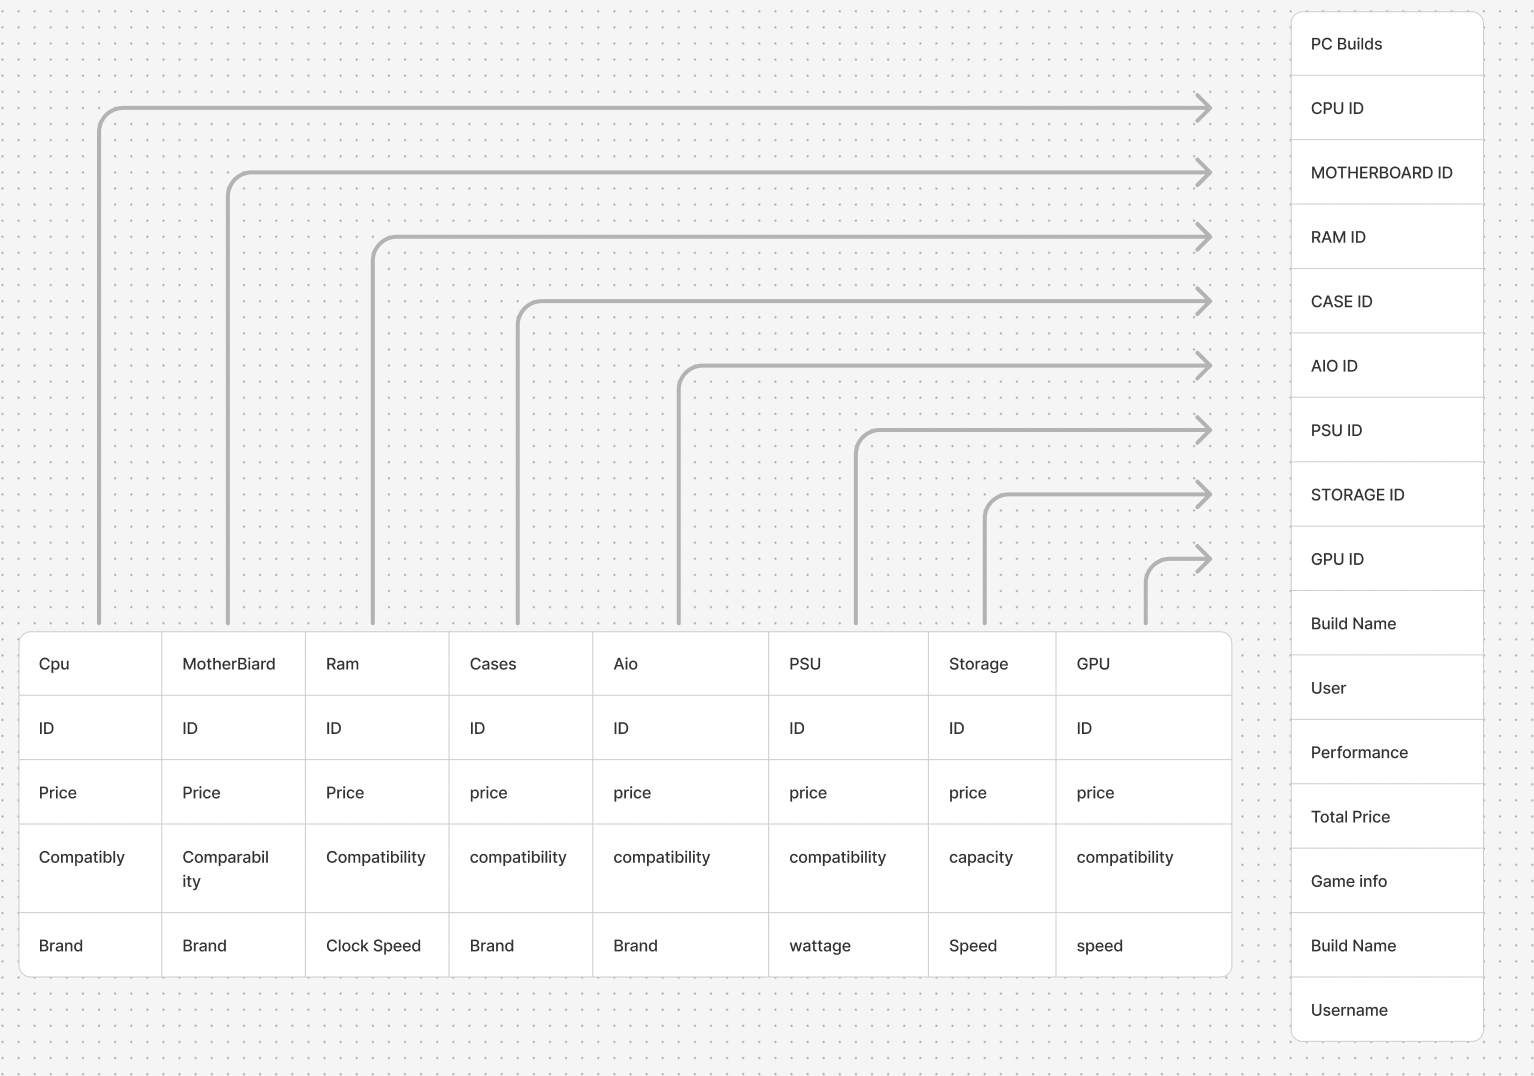 PC Builds
CPU ID
MOTHERBOARD ID
RAM ID
CASE ID
AIO ID
PSU ID
STORAGE ID
GPU ID
Build Name
User
Performance
Total Price
Game info
Build Name
Username
Cpu MotherBiard Ram Cases Aio PSU Storage GPU
ID ID ID ID ID ID ID ID
Price Price Price price price price price price
Compatibly Comparabil Compatibility compatibility compatibility compatibility capacity compatibility
ity
Brand Brand Clock Speed Brand Brand wattage Speed speed